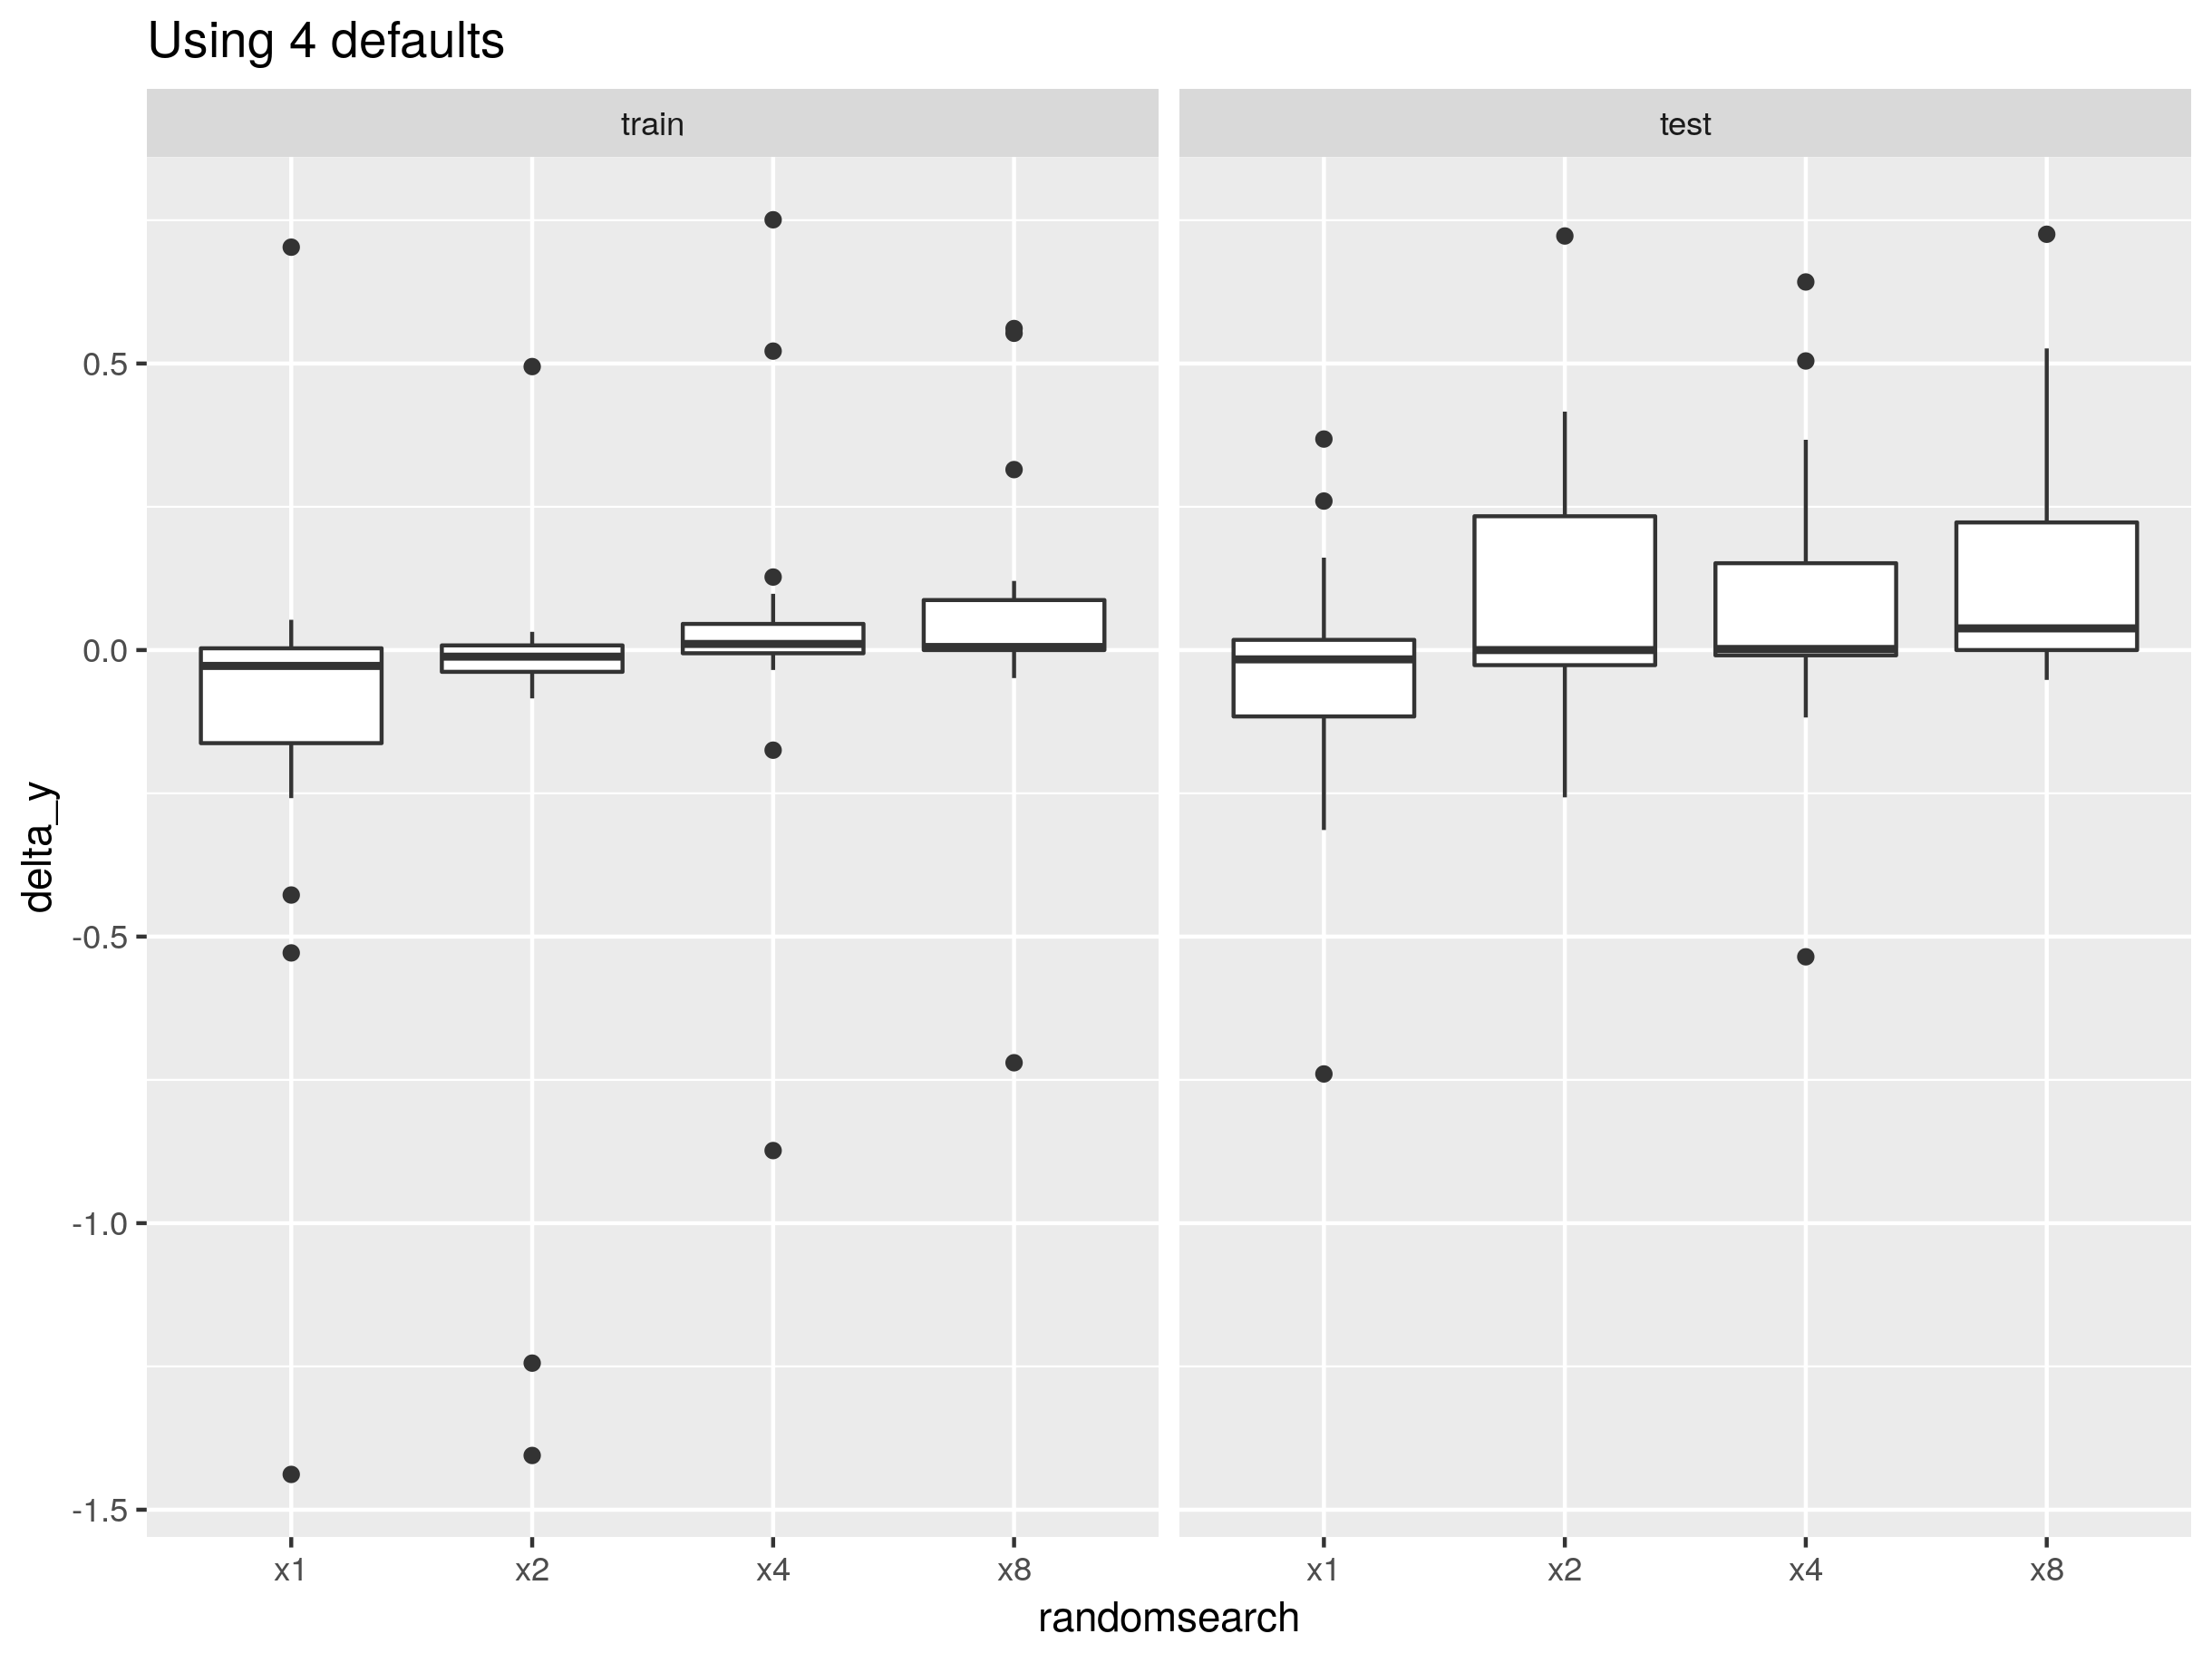 Using 4 defaults
train
test
delta_y
0.5
0.0
-0.5
-1.0
-1.5
x1 x2 x4 x8 x1 x2 x4 x8
randomsearch